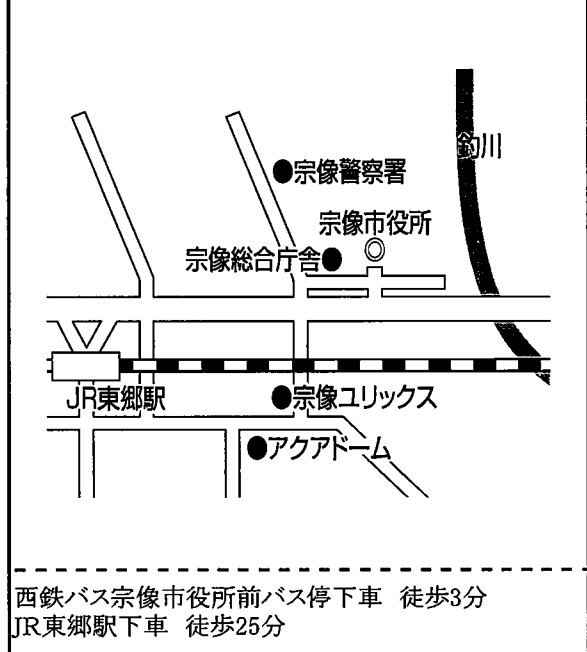 釣川
●宗像警察署
宗像市役所
宗像総合庁舎●
JR東郷駅
●宗像ユリックス
●アクアドーム
西鉄バス宗像市役所前バス停下車 徒歩3分
JR東郷駅下車 徒歩25分